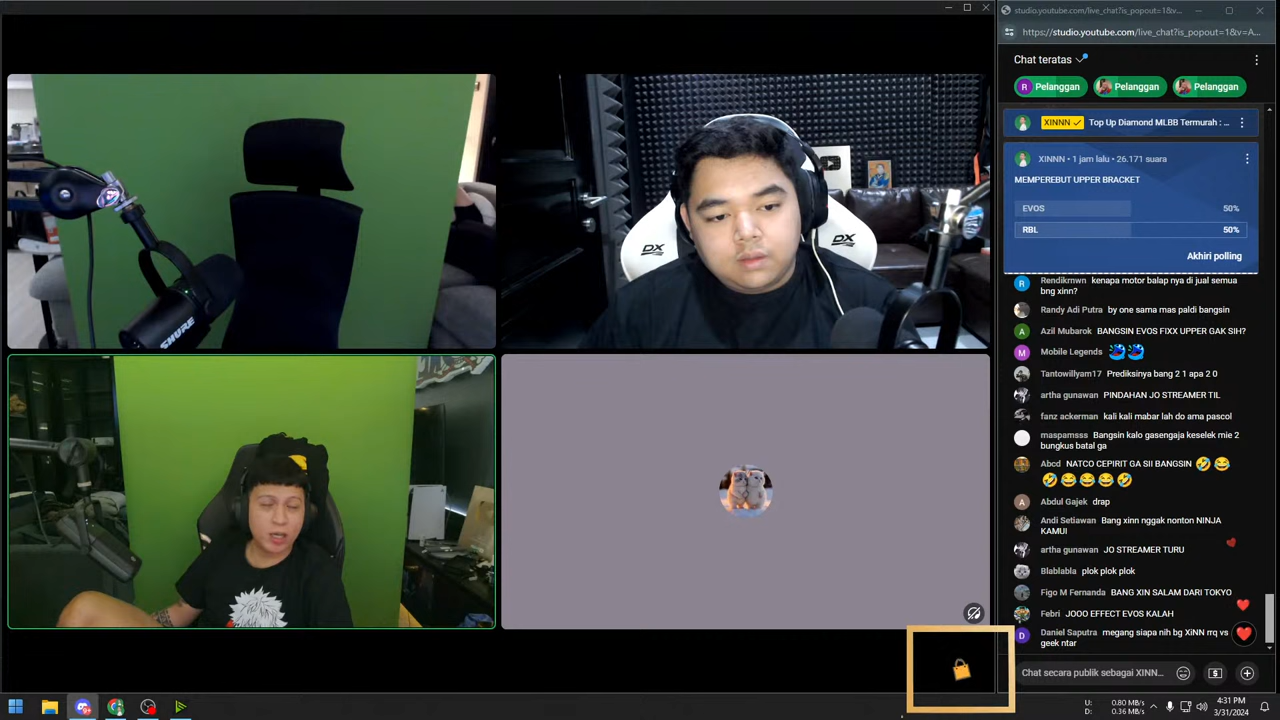 studio.youtube.com/live_chat?is_popout=1&v...
https://studio.youtube.com/live_chat?is_popout=1&v=A...
Chat teratas
R Pelanggan
Pelanggan
Pelanggan
XINNN Top Up Diamond MLBB Termurah : ...
XINNN • 1 jam lalu • 26.171 suara
MEMPEREBUT UPPER BRACKET
EVOS 50%
RBL 50%
Akhiri polling
R Rendikrnwn kenapa motor balap nya di jual semua
bng xinn?
Randy Adi Putra by one sama mas paldi bangsin
A Azil Mubarok BANGSIN EVOS FIXX UPPER GAK SIH?
M Mobile Legends
Tantowillyam17 Prediksinya bang 2 1 apa 2 0
artha gunawan PINDAHAN JO STREAMER TIL
fanz ackerman kali kali mabar lah do ama pascol
maspamsss Bangsin kalo gasengaja keselek mie 2
bungkus batal ga
Abcd NATCO CEPIRIT GA SII BANGSIN 🤣 😂
🤣 😂 😂 😂 🤣
A Abdul Gajek drap
Andi Setiawan Bang xinn nggak nonton NINJA
KAMUI
artha gunawan JO STREAMER TURU
Blablabla plok plok plok
Figo M Fernanda BANG XIN SALAM DARI TOKYO
Febri JOOO EFFECT EVOS KALAH
D Daniel Saputra megang siapa nih bg XiNN rrq vs
geek ntar
Chat secara publik sebagai XINN...
SHURE
DX
DX
U: 0.80 MB/s
D: 0.36 MB/s
4:31 PM
3/31/2024